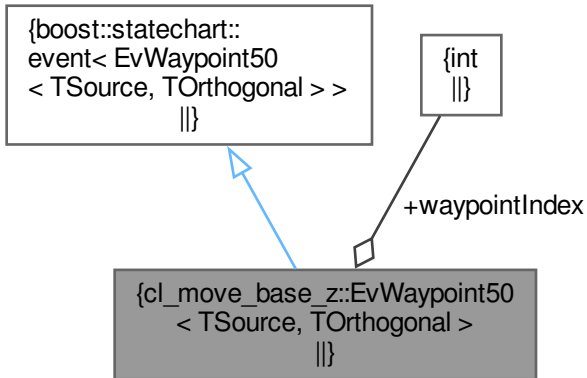 {boost::statechart::
event< EvWaypoint50
< TSource, TOrthogonal > >
||}
{int
||}
+waypointIndex
{cl_move_base_z::EvWaypoint50
< TSource, TOrthogonal >
||}